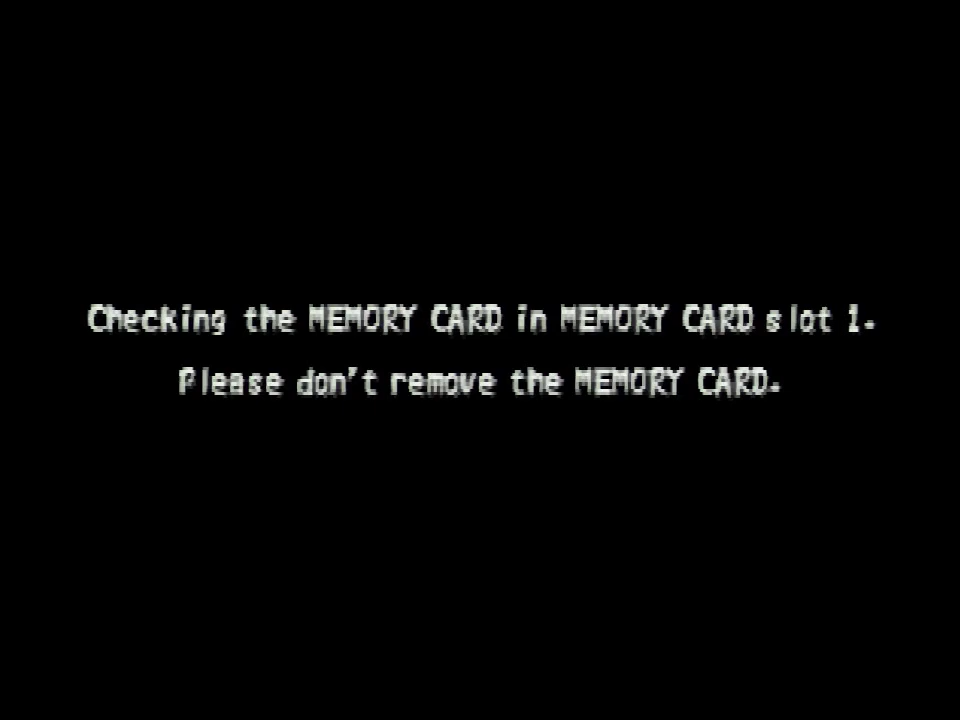 Checking the MEMORY CARD in MEMORY CARD slot 1.
Please don't remove the MEMORY CARD.